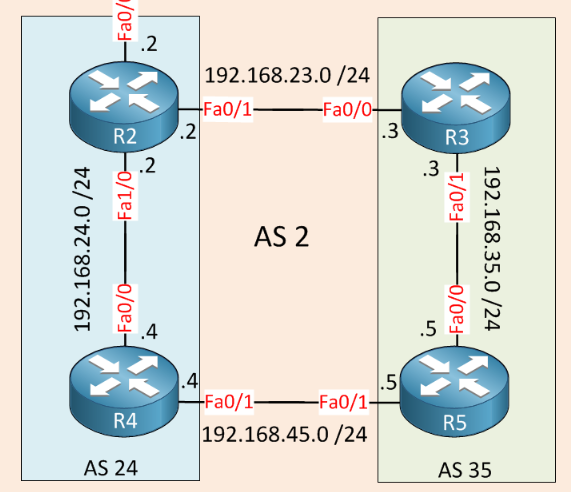 Fa0/0
.2
192.168.23.0 /24
Fa0/1
Fa0/0
R2
.2
.3
R3
.2
.3
Fa1/0
Fa0/1
192.168.24.0 /24
192.168.35.0 /24
AS 2
Fa0/0
Fa0/0
.4
.5
.4
.5
Fa0/1
Fa0/1
R4
R5
192.168.45.0 /24
AS 24
AS 35